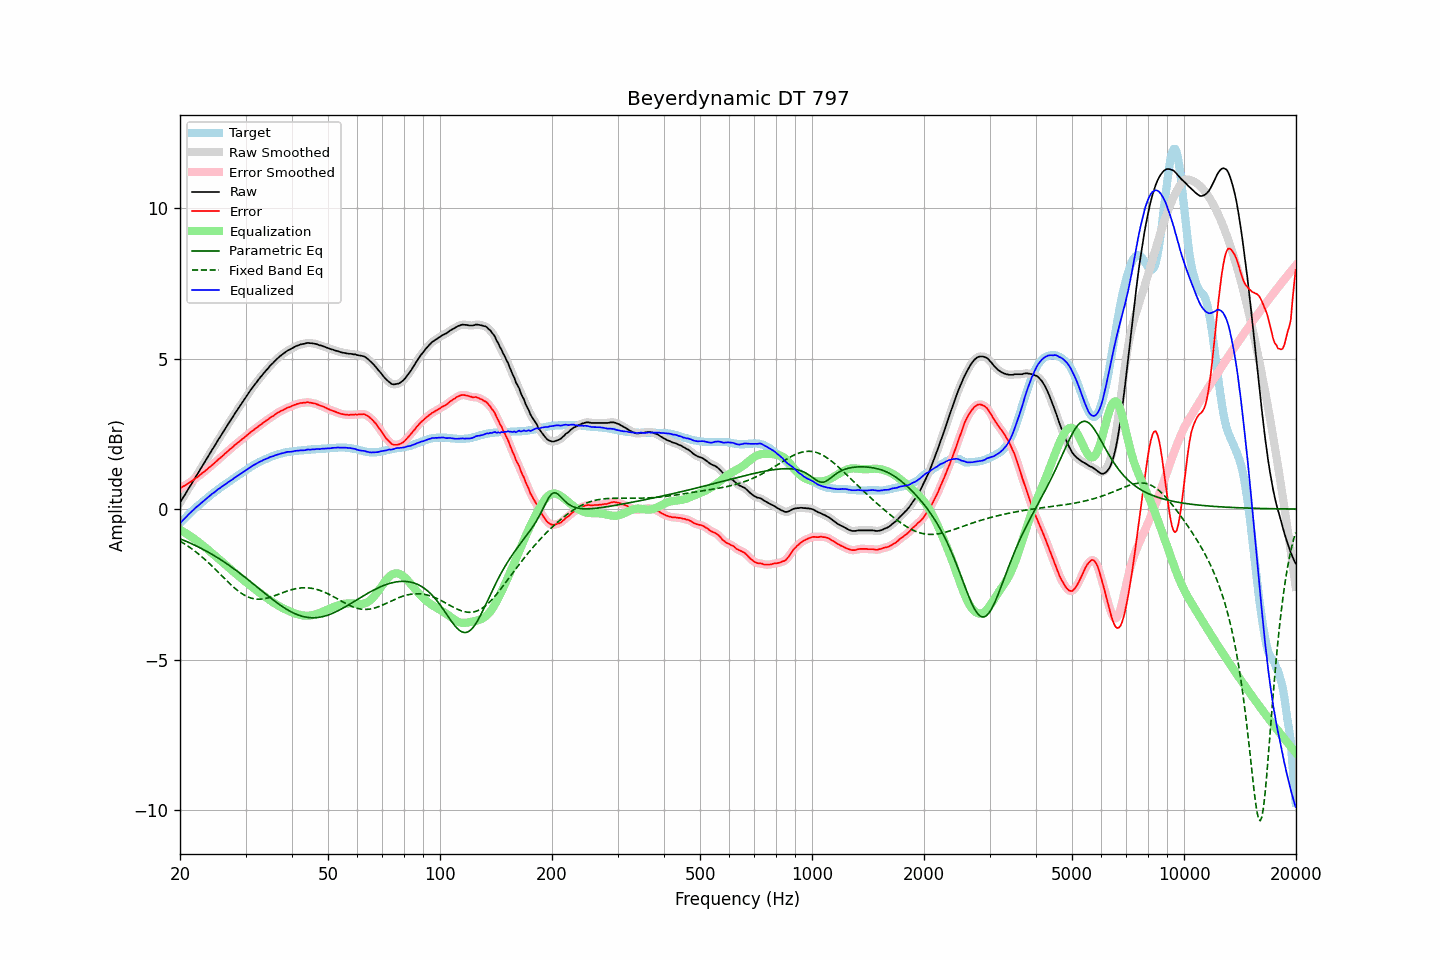 Beyerdynamic DT 797
Target
Raw Smoothed
Error Smoothed
Raw
Error
Equalization
Parametric Eq
Fixed Band Eq
Equalized
Amplitude (dBr)
10
5
0
−5
−10
20
50
100
200
500
1000
2000
5000
10000
20000
Frequency (Hz)